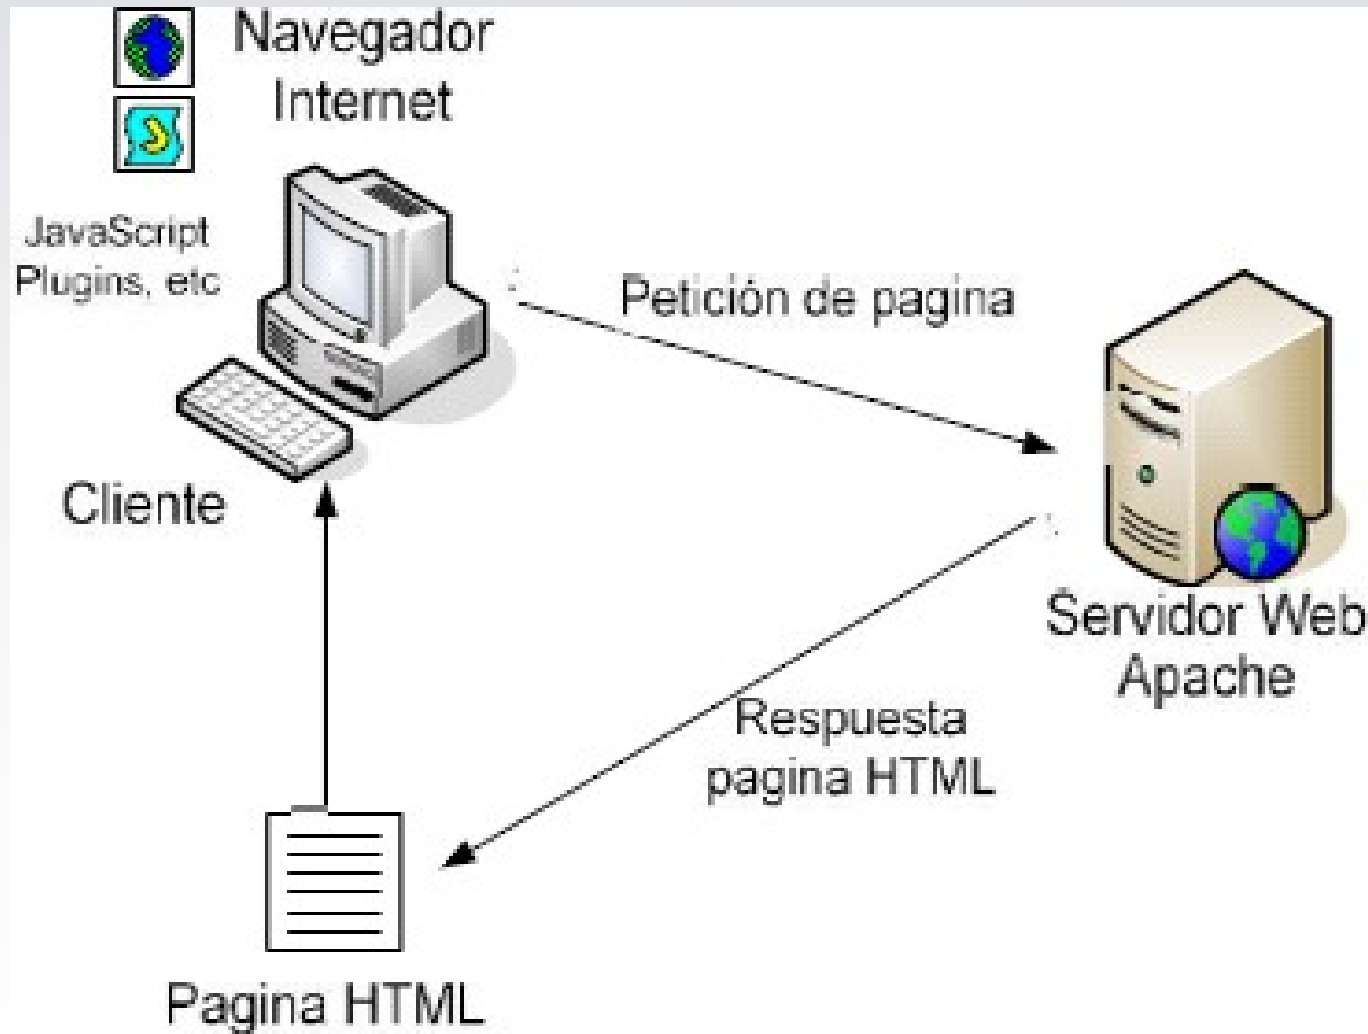 Navegador
Internet
JavaScript
Plugins, etc
Petición de pagina
Cliente
Servidor Web
Apache
Respuesta
pagina HTML
Pagina HTML